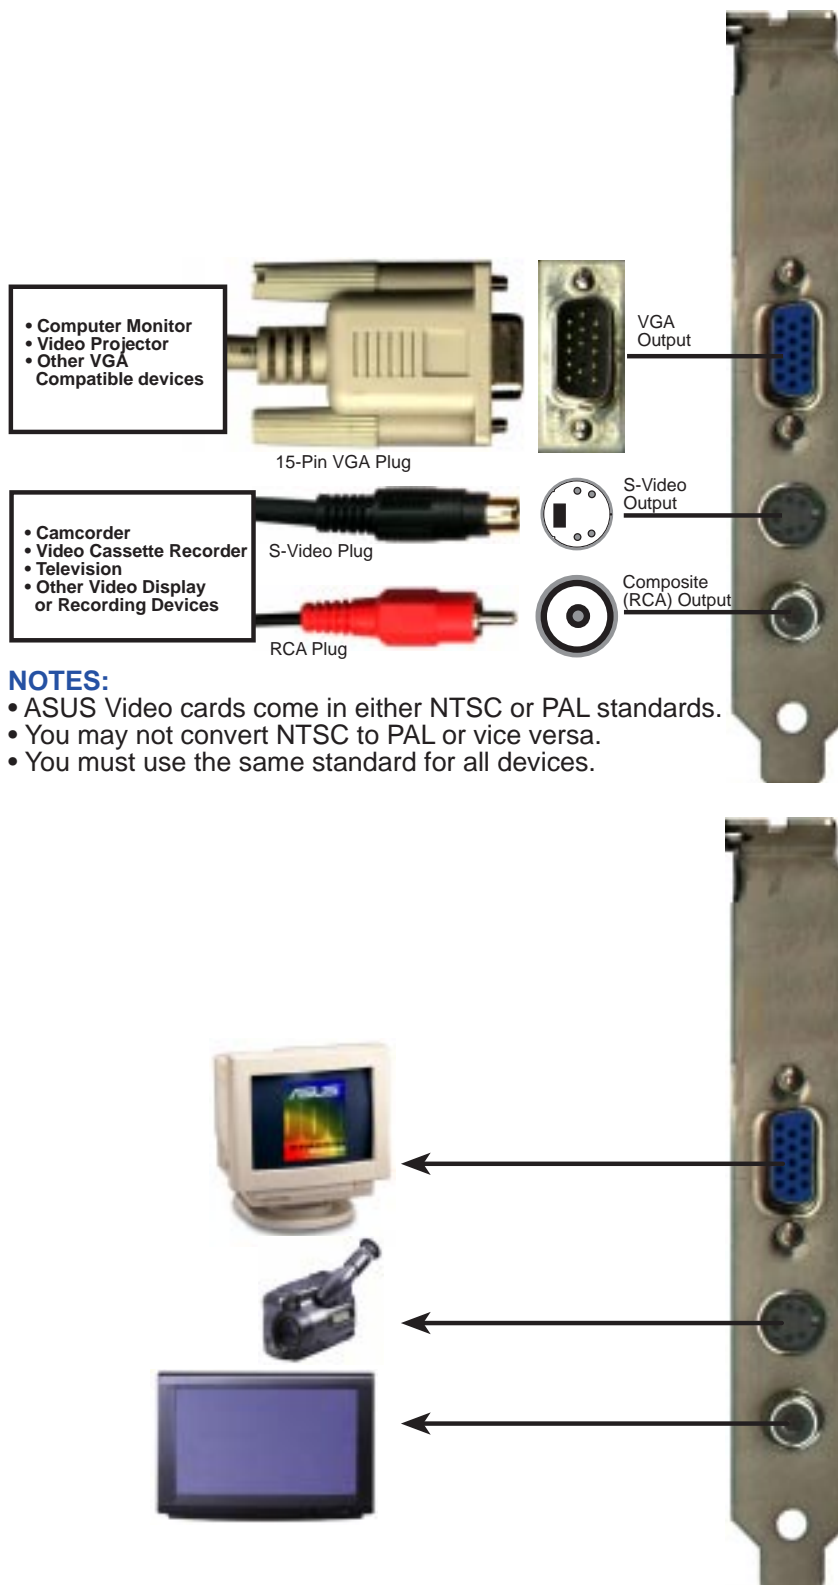 • Computer Monitor
• Video Projector
• Other VGA
Compatible devices
15-Pin VGA Plug
VGA
Output
• Camcorder
• Video Cassette Recorder
• Television
• Other Video Display
or Recording Devices
S-Video Plug
S-Video
Output
RCA Plug
Composite
(RCA) Output
NOTES:
• ASUS Video cards come in either NTSC or PAL standards.
• You may not convert NTSC to PAL or vice versa.
• You must use the same standard for all devices.
ASUS